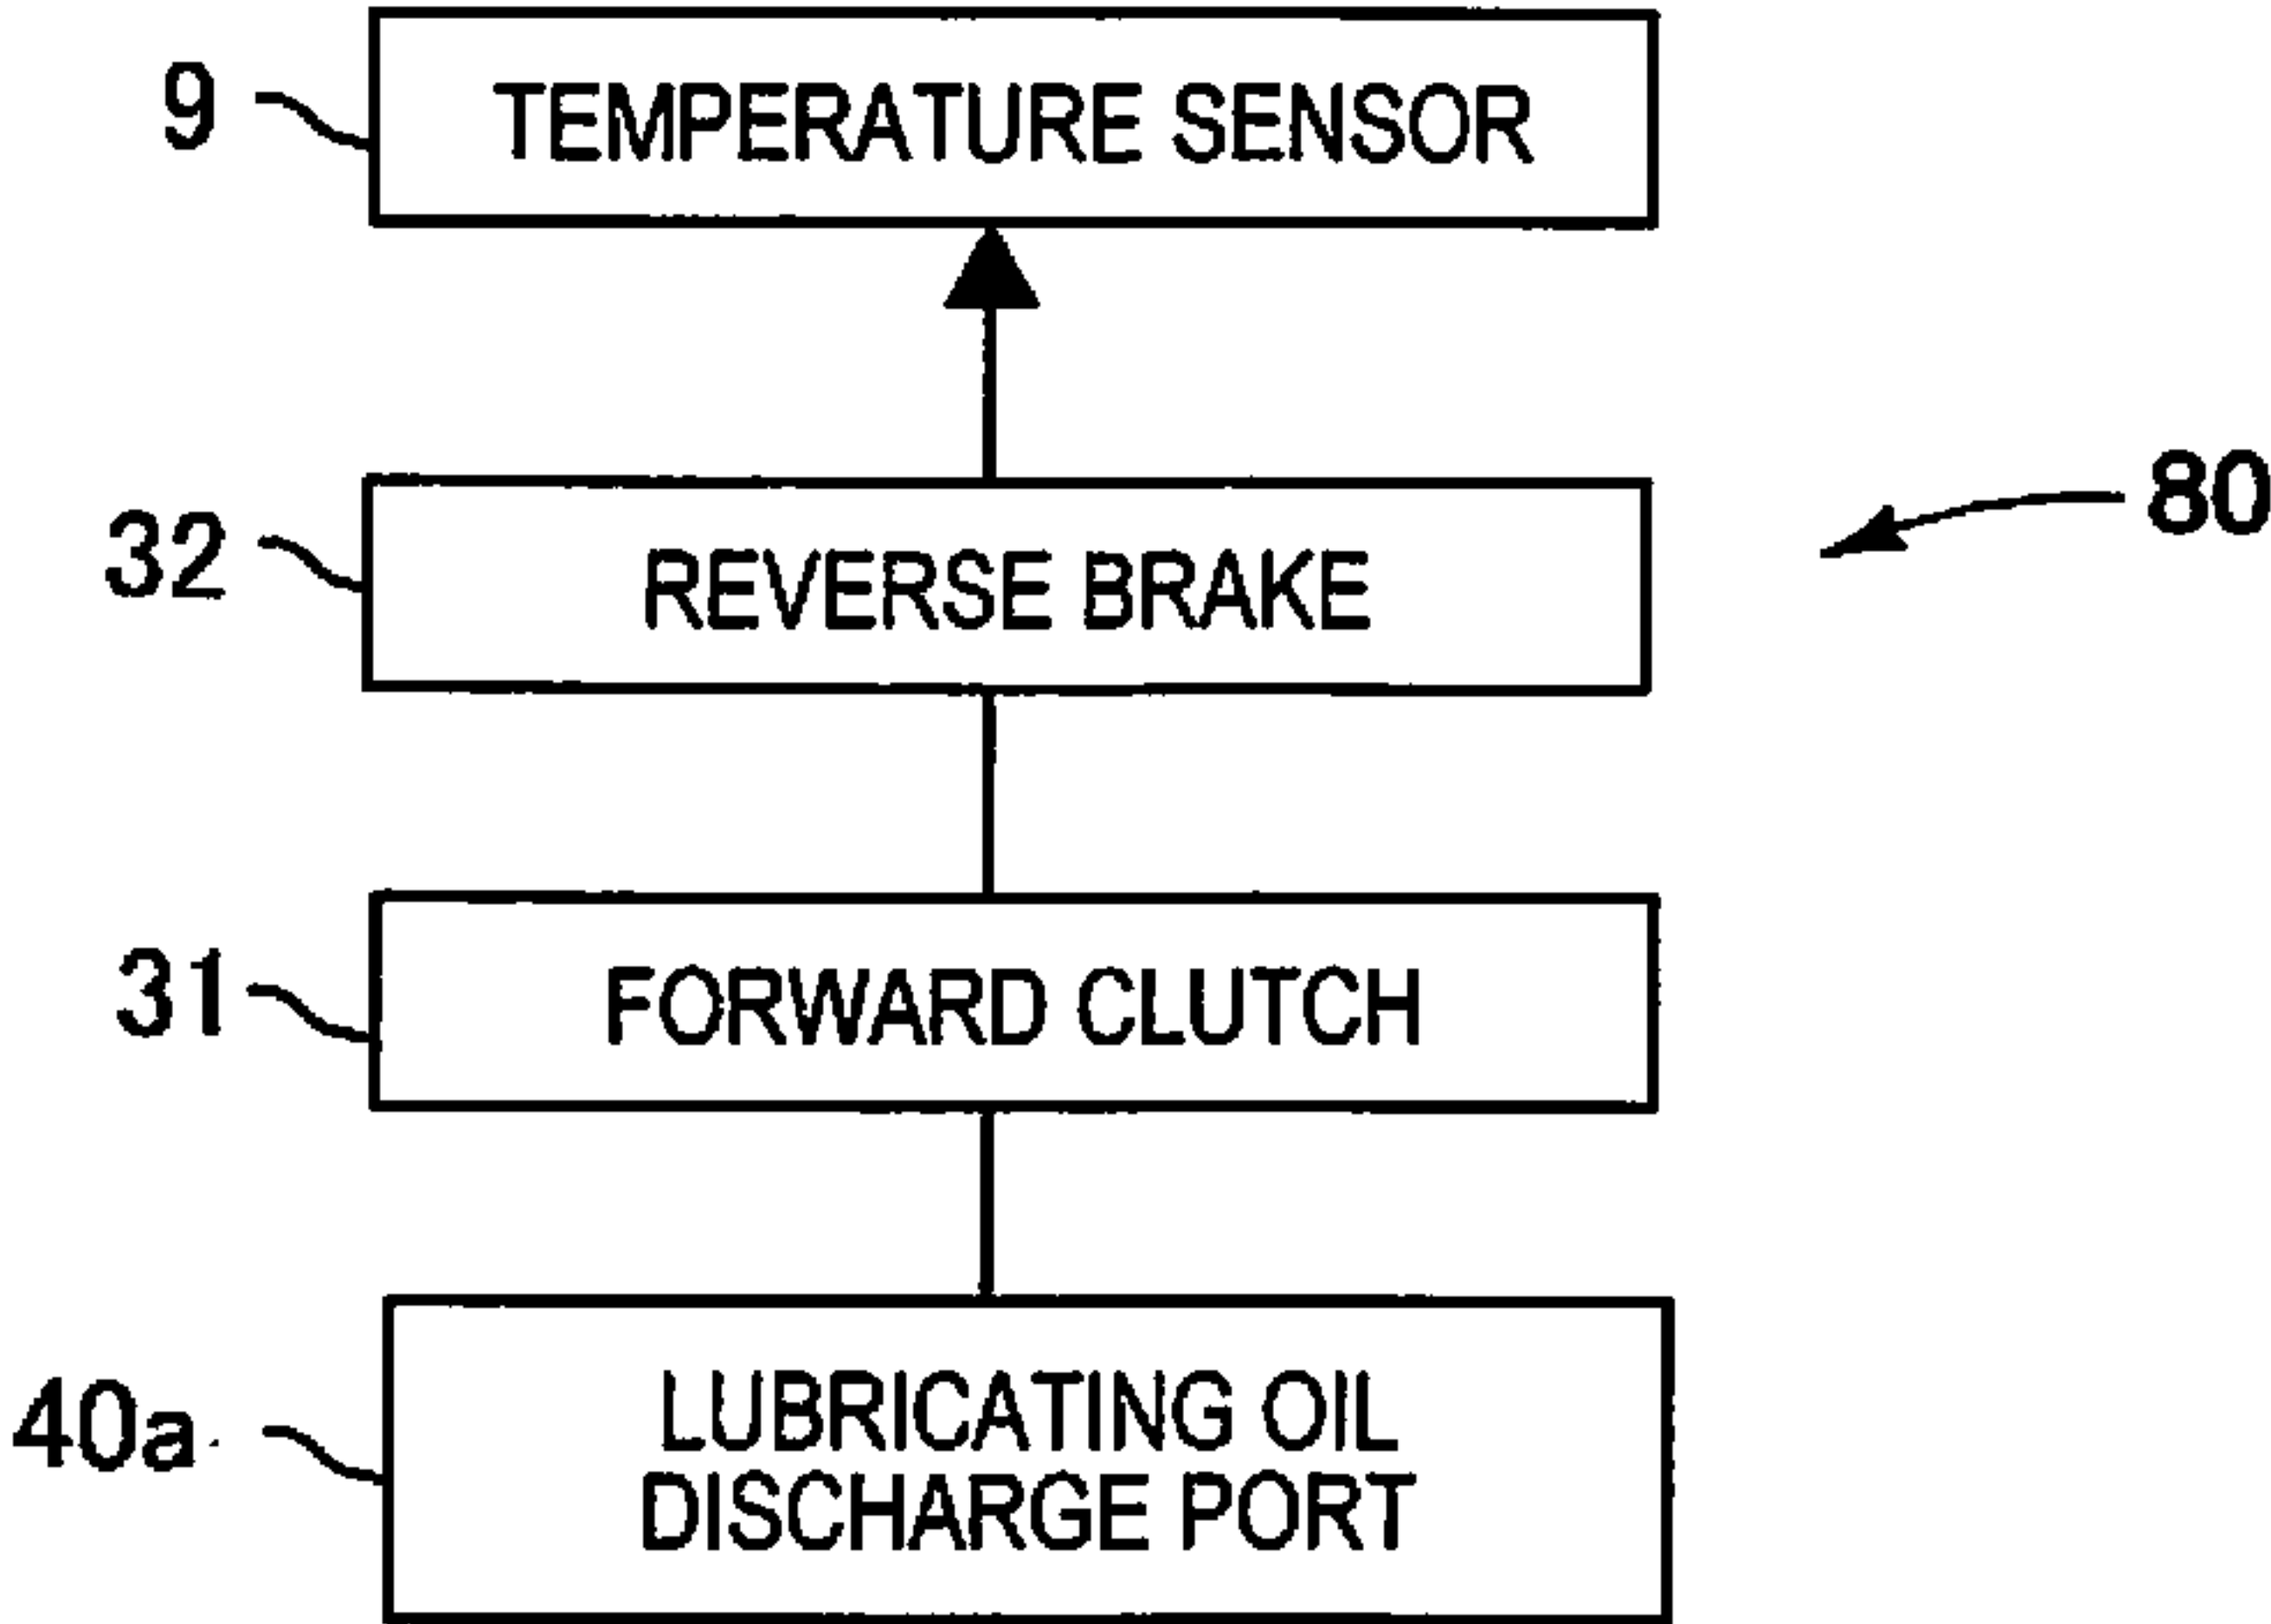 9
TEMPERATURE SENSOR
80
32
REVERSE BRAKE
31
FORWARD CLUTCH
40a
LUBRICATING OIL
DISCHARGE PORT